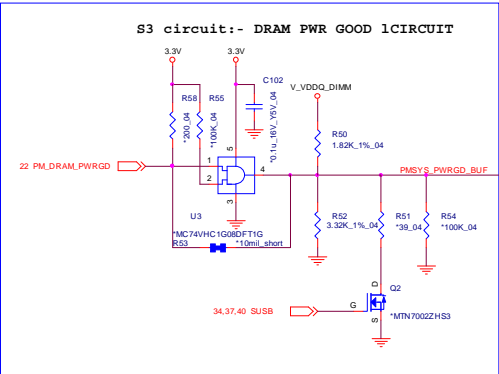 S3 circuit:- DRAM PWR GOOD lCIRCUIT
3.3V
3.3V
C102
*0.1u_16V_Y5V_04
V_VDDQ_DIMM
R58
R55
*200_04
*100K_04
R50
1.82K_1%_04
5
22 PM_DRAM_PWRGD
1
2
4
3
PMSYS_PWRGD_BUF
U3
*MC74VHC1G08DFT1G
R53
*10mil_short
R52
3.32K_1%_04
R51
*39_04
R54
*100K_04
D
Q2
34,37,40 SUSB
G
S
*MTN7002ZHS3